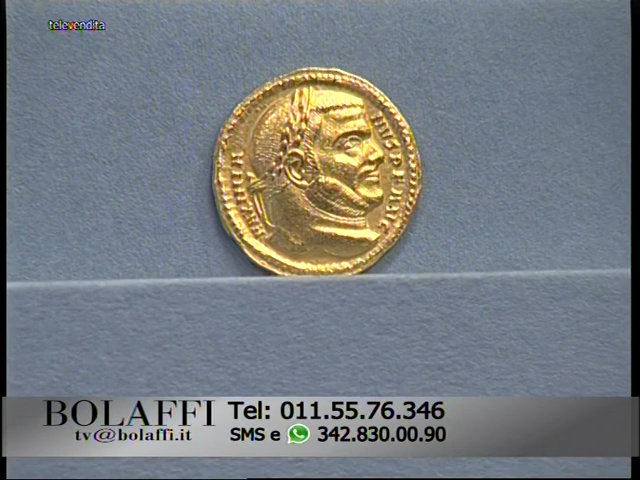 televendita
BOLAFFI
tv@bolaffi.it
Tel: 011.55.76.346
SMS e 342.830.00.90